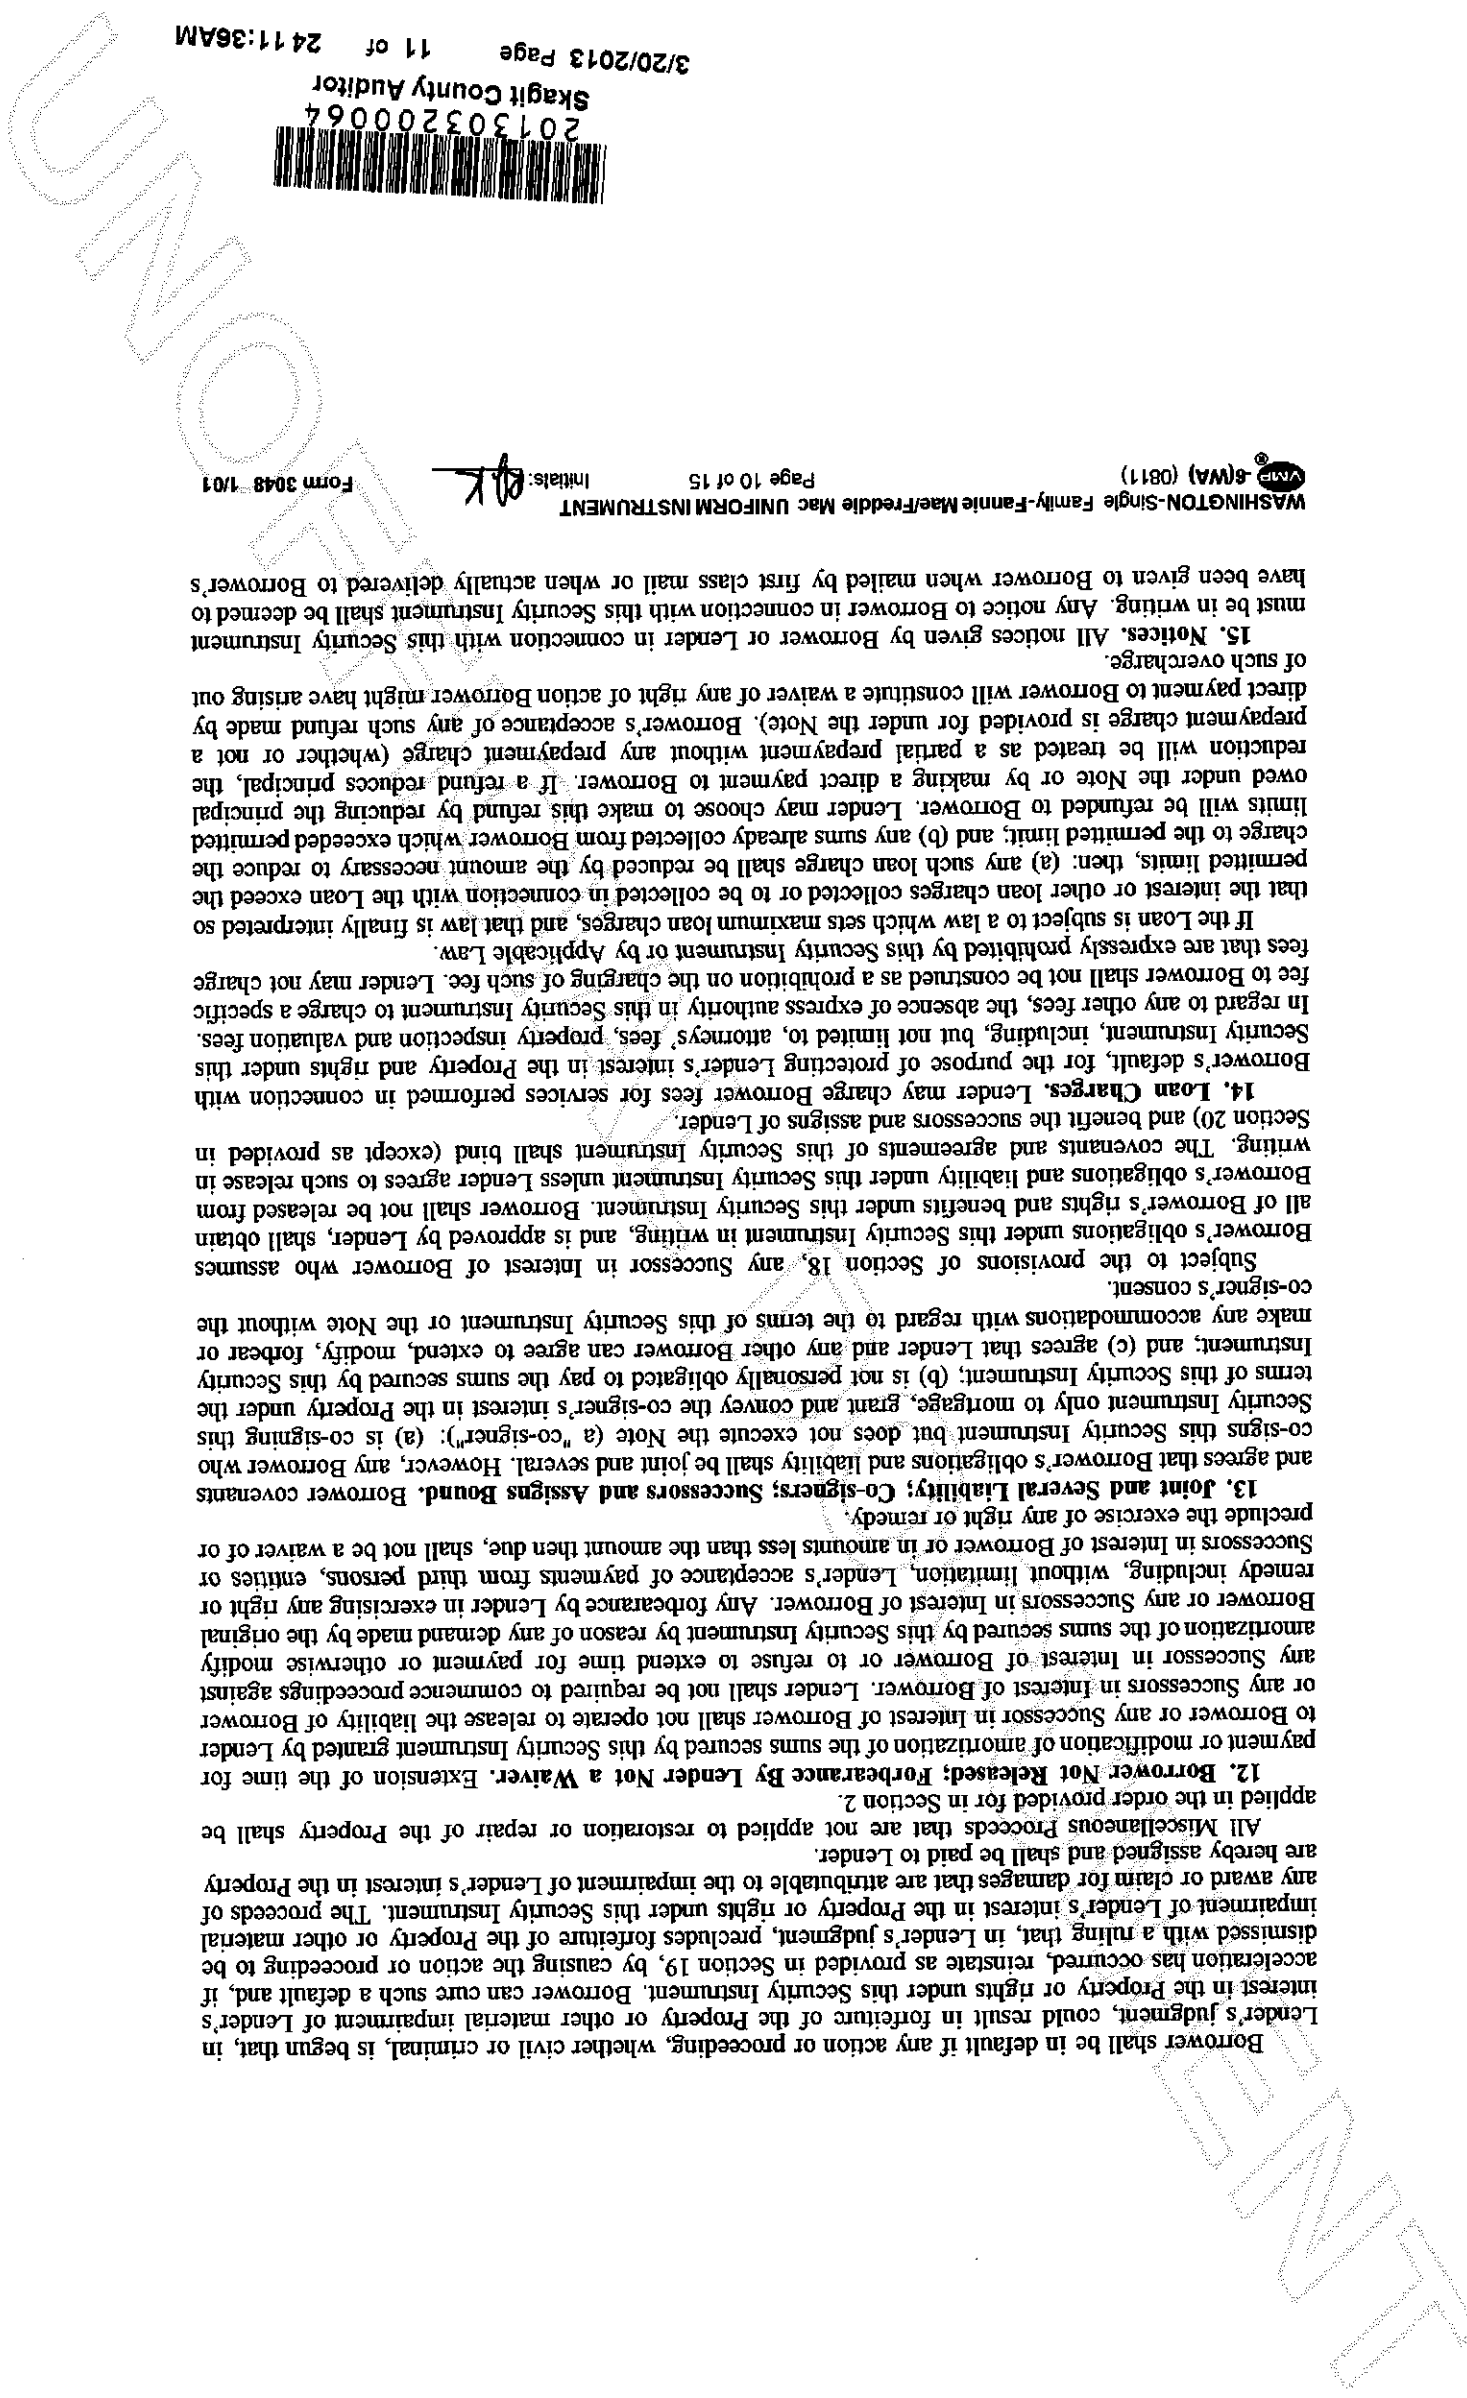 Borrower shall be in default if any action or proceeding, whether civil or criminal, is begun that, in
Lender's judgment, could result in forfeiture of the Property or other material impairment of Lender's
interest in the Property or rights under this Security Instrument. Borrower can cure such a default and, if
acceleration has occurred, reinstate as provided in Section 19, by causing the action or proceeding to be
dismissed with a ruling that, in Lender's judgment, precludes forfeiture of the Property or other material
impairment of Lender's interest in the Property or rights under this Security Instrument. The proceeds of
any award or claim for damages that are attributable to the impairment of Lender's interest in the Property
are hereby assigned and shall be paid to Lender.
All Miscellaneous Proceeds that are not applied to restoration or repair of the Property shall be
applied in the order provided for in Section 2.
12. Borrower Not Released; Forbearance By Lender Not a Waiver. Extension of the time for
payment or modification of amortization of the sums secured by this Security Instrument granted by Lender
to Borrower or any Successor in Interest of Borrower shall not operate to release the liability of Borrower
or any Successors in Interest of Borrower. Lender shall not be required to commence proceedings against
any Successor in Interest of Borrower or to refuse to extend time for payment or otherwise modify
amortization of the sums secured by this Security Instrument by reason of any demand made by the original
Borrower or any Successors in Interest of Borrower. Any forbearance by Lender in exercising any right or
remedy including, without limitation, Lender's acceptance of payments from third persons, entities or
Successors in Interest of Borrower or in amounts less than the amount then due, shall not be a waiver of or
preclude the exercise of any right or remedy.
13. Joint and Several Liability; Co-signers; Successors and Assigns Bound. Borrower covenants
and agrees that Borrower's obligations and liability shall be joint and several. However, any Borrower who
co-signs this Security Instrument but does not execute the Note (a "co-signer"): (a) is co-signing this
Security Instrument only to mortgage, grant and convey the co-signer's interest in the Property under the
terms of this Security Instrument; (b) is not personally obligated to pay the sums secured by this Security
Instrument; and (c) agrees that Lender and any other Borrower can agree to extend, modify, forbear or
make any accommodations with regard to the terms of this Security Instrument or the Note without the
co-signer's consent.
Subject to the provisions of Section 18, any Successor in Interest of Borrower who assumes
Borrower's obligations under this Security Instrument in writing, and is approved by Lender, shall obtain
all of Borrower's rights and benefits under this Security Instrument. Borrower shall not be released from
Borrower's obligations and liability under this Security Instrument unless Lender agrees to such release in
writing. The covenants and agreements of this Security Instrument shall bind (except as provided in
Section 20) and benefit the successors and assigns of Lender.
14. Loan Charges. Lender may charge Borrower fees for services performed in connection with
Borrower's default, for the purpose of protecting Lender's interest in the Property and rights under this
Security Instrument, including, but not limited to, attorneys' fees, property inspection and valuation fees.
In regard to any other fees, the absence of express authority in this Security Instrument to charge a specific
fee to Borrower shall not be construed as a prohibition on the charging of such fee. Lender may not charge
fees that are expressly prohibited by this Security Instrument or by Applicable Law.
If the Loan is subject to a law which sets maximum loan charges, and that law is finally interpreted so
that the interest or other loan charges collected or to be collected in connection with the Loan exceed the
permitted limits, then: (a) any such loan charge shall be reduced by the amount necessary to reduce the
charge to the permitted limit; and (b) any sums already collected from Borrower which exceeded permitted
limits will be refunded to Borrower. Lender may choose to make this refund by reducing the principal
owed under the Note or by making a direct payment to Borrower. If a refund reduces principal, the
reduction will be treated as a partial prepayment without any prepayment charge (whether or not a
prepayment charge is provided for under the Note). Borrower's acceptance of any such refund made by
direct payment to Borrower will constitute a waiver of any right of action Borrower might have arising out
of such overcharge.
15. Notices. All notices given by Borrower or Lender in connection with this Security Instrument
must be in writing. Any notice to Borrower in connection with this Security Instrument shall be deemed to
have been given to Borrower when mailed by first class mail or when actually delivered to Borrower's
WASHINGTON-Single Family-Fannie Mae/Freddie Mac UNIFORM INSTRUMENT
VMP® -6(WA) (0811) Page 10 of 15 Initials: Form 3048 1/01
201303200064
Skagit County Auditor
3/20/2013 Page 11 of 24 11:36AM
UNOFFICIAL DOCUMENT